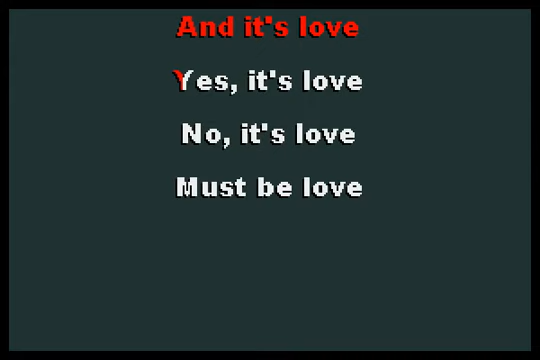 And it's love
Yes, it's love
No, it's love
Must be love